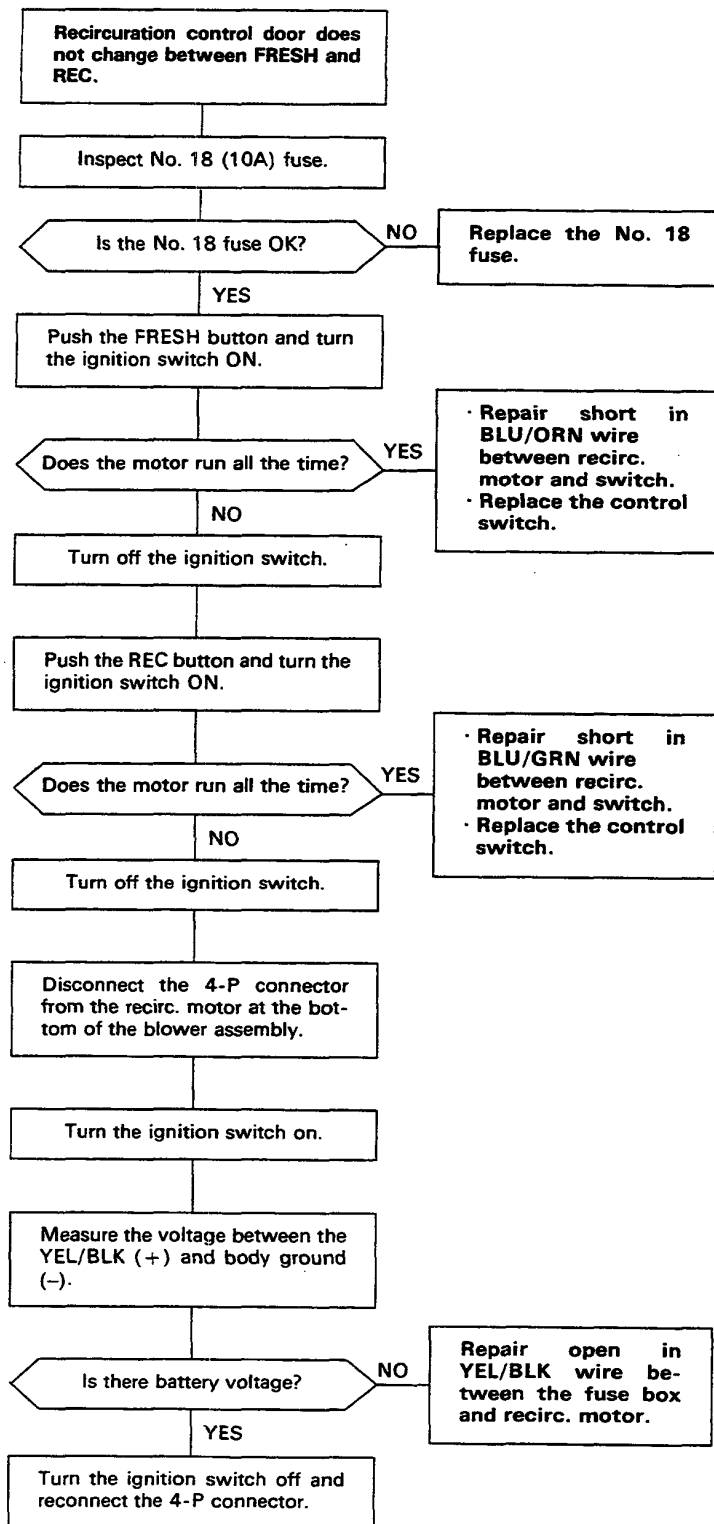 Recircuration control door does
not change between FRESH and
REC.
Inspect No. 18 (10A) fuse.
Is the No. 18 fuse OK?
NO
Replace the No. 18
fuse.
YES
Push the FRESH button and turn
the ignition switch ON.
Does the motor run all the time?
YES
· Repair short in
BLU/ORN wire
between recirc.
motor and switch.
· Replace the control
switch.
NO
Turn off the ignition switch.
Push the REC button and turn the
ignition switch ON.
Does the motor run all the time?
YES
· Repair short in
BLU/GRN wire
between recirc.
motor and switch.
· Replace the control
switch.
NO
Turn off the ignition switch.
Disconnect the 4-P connector
from the recirc. motor at the bot-
tom of the blower assembly.
Turn the ignition switch on.
Measure the voltage between the
YEL/BLK (+) and body ground
(–).
Is there battery voltage?
NO
Repair open in
YEL/BLK wire be-
tween the fuse box
and recirc. motor.
YES
Turn the ignition switch off and
reconnect the 4-P connector.